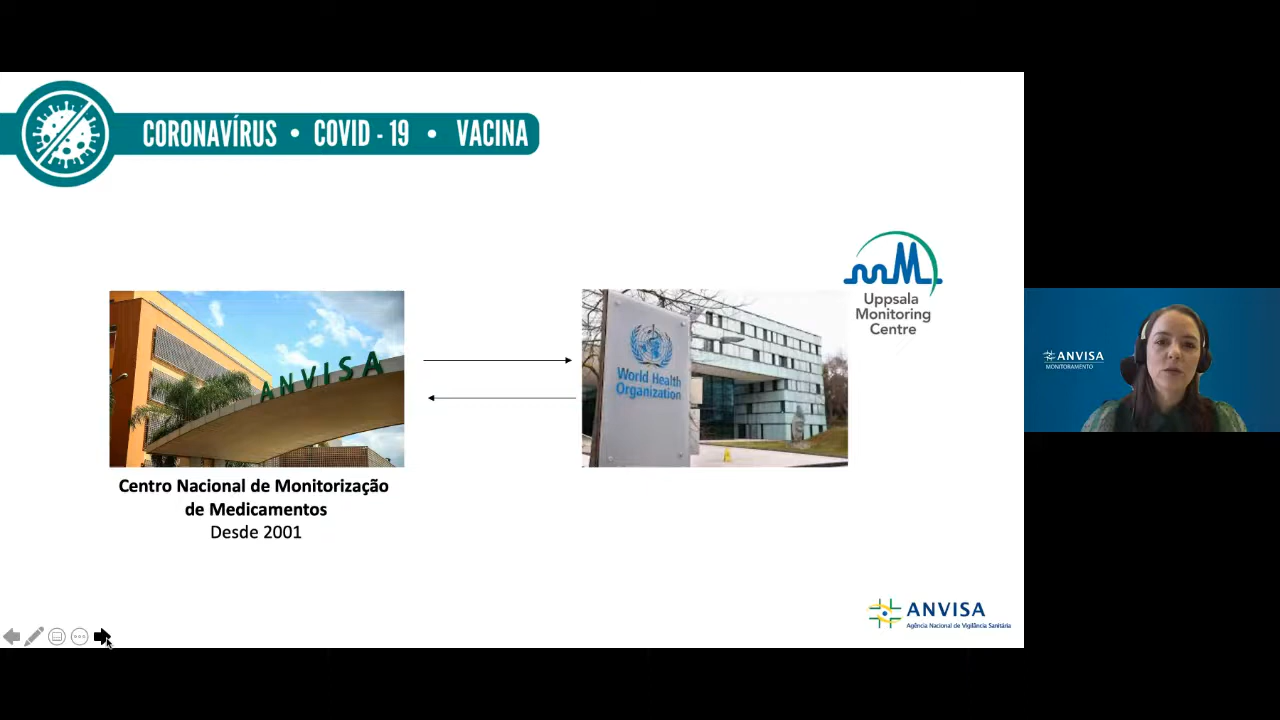 CORONAVÍRUS • COVID - 19 • VACINA
Uppsala
Monitoring
Centre
ANVISA
World Health
Organization
Centro Nacional de Monitorização
de Medicamentos
Desde 2001
ANVISA
Agência Nacional de Vigilância Sanitária
ANVISA
MONITORAMENTO